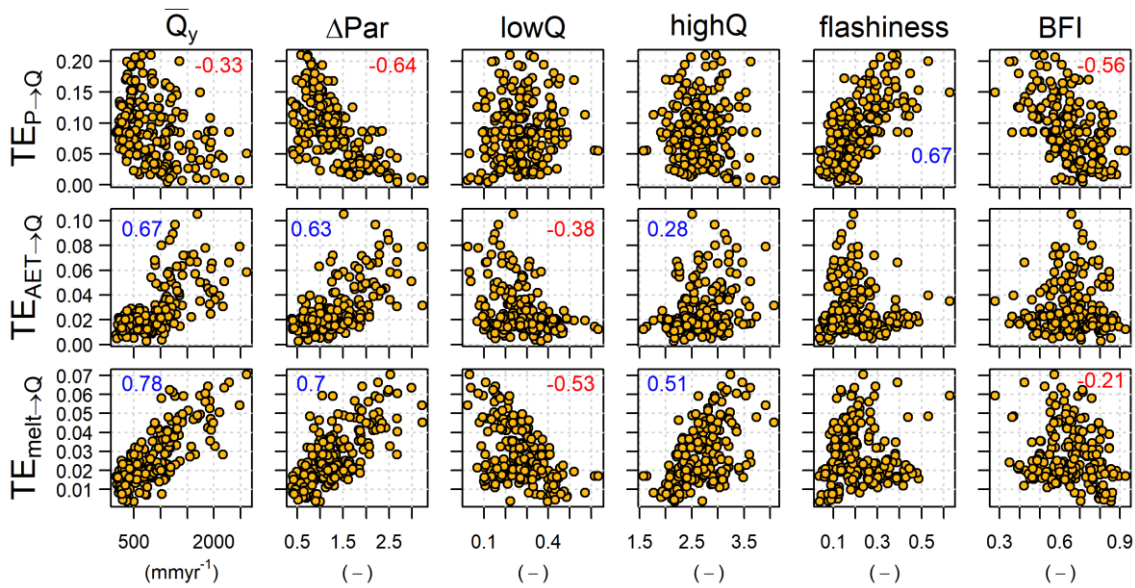 Q̅y ΔPar lowQ highQ flashiness BFI
TEP→Q
0.20
0.15
0.10
0.05
0.00
-0.33 -0.64 0.67 -0.56
TEAET→Q
0.10
0.08
0.06
0.04
0.02
0.00
0.67 0.63 -0.38 0.28
TEmelt→Q
0.07
0.06
0.05
0.04
0.03
0.02
0.01
0.78 0.7 -0.53 0.51 -0.21
500 2000 0.5 1.5 2.5 0.1 0.4 1.5 2.5 3.5 0.1 0.3 0.5 0.3 0.5 0.7 0.9
(mmyr⁻¹) (−) (−) (−) (−) (−)